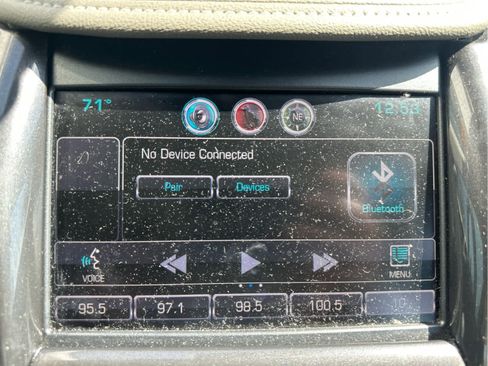 71° NE 12:53
No Device Connected
Pair Devices
Bluetooth
VOICE MENU
95.5 97.1 98.5 100.5